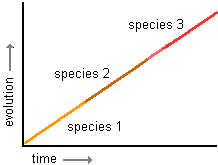 species 3
species 2
species 1
evolution
time